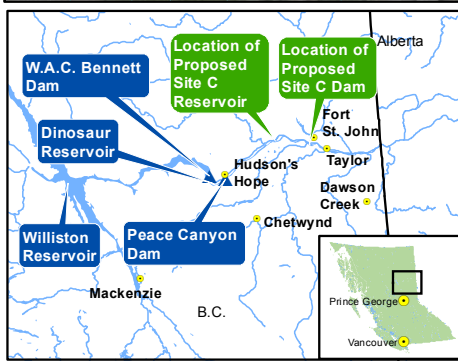 Alberta
Location of
Proposed
Site C
Reservoir
Location of
Proposed
Site C Dam
W.A.C. Bennett
Dam
Fort
St. John
Dinosaur
Reservoir
Taylor
Hudson's
Hope
Dawson
Creek
Williston
Reservoir
Peace Canyon
Dam
Chetwynd
Mackenzie
B.C.
Prince George
Vancouver